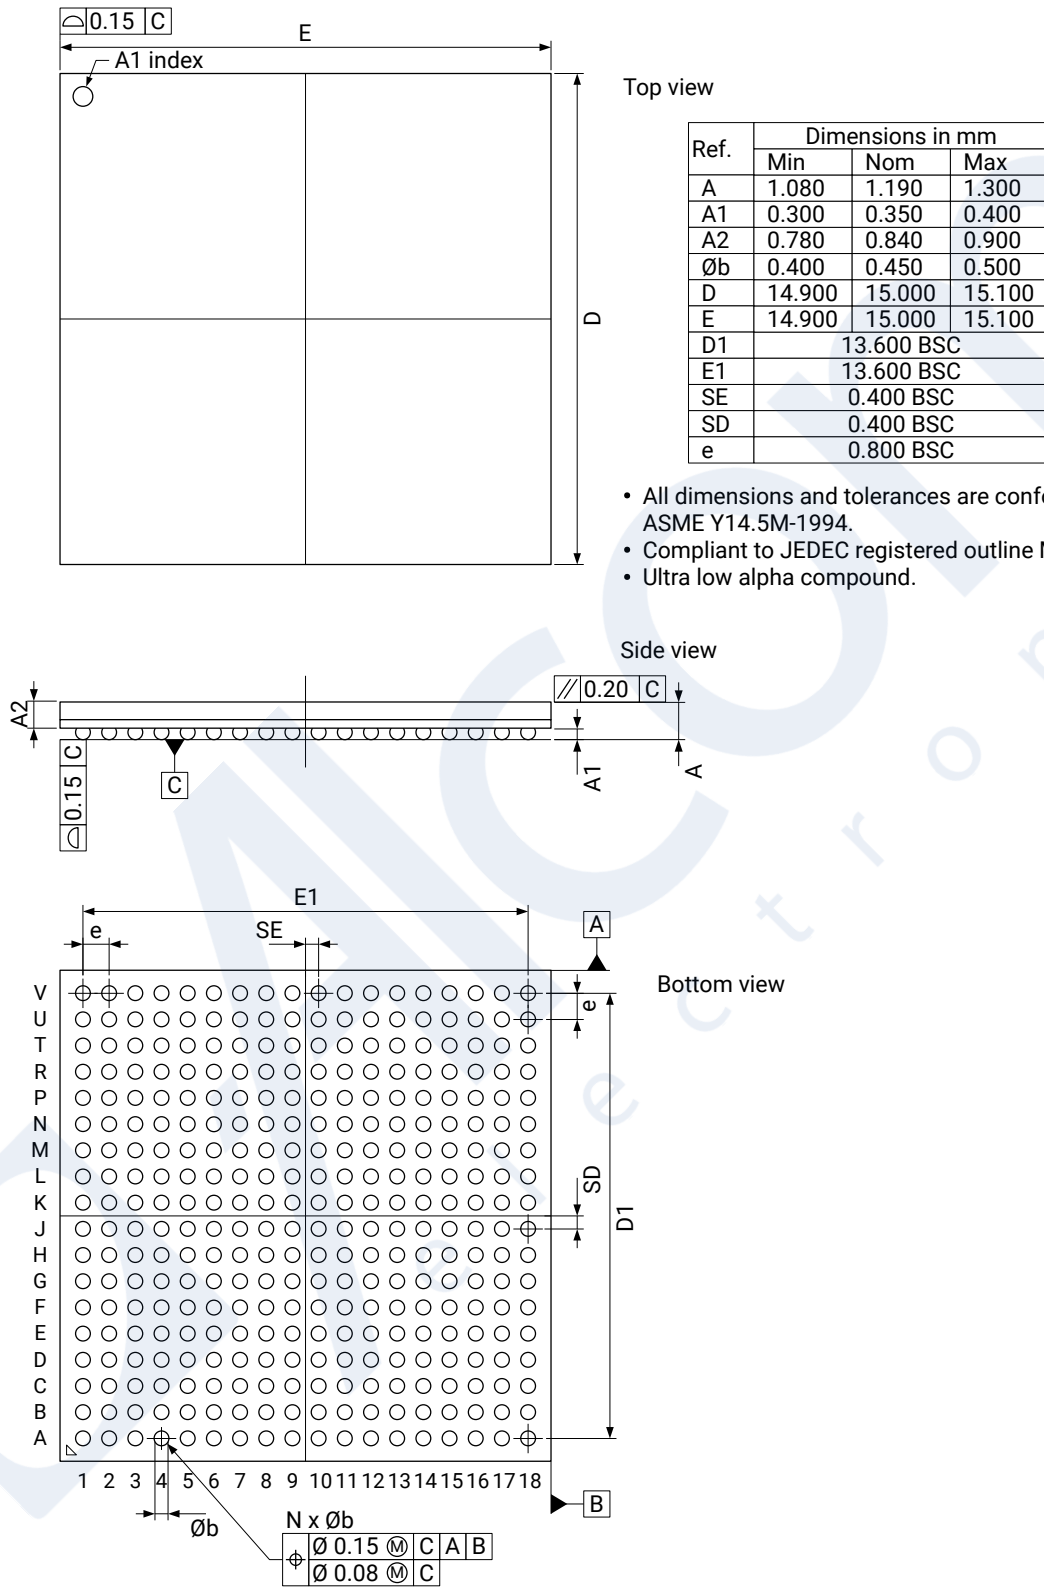 ⌓ 0.15 C
E
A1 index
D
Top view
Ref. Dimensions in mm
Min Nom Max
A 1.080 1.190 1.300
A1 0.300 0.350 0.400
A2 0.780 0.840 0.900
Øb 0.400 0.450 0.500
D 14.900 15.000 15.100
E 14.900 15.000 15.100
D1 13.600 BSC
E1 13.600 BSC
SE 0.400 BSC
SD 0.400 BSC
e 0.800 BSC
• All dimensions and tolerances are
ASME Y14.5M-1994.
• Compliant to JEDEC registered outline
• Ultra low alpha compound.
Side view
// 0.20 C
A2
⌓ 0.15 C
C
A1
A
E1
e
SE
A
Bottom view
V
U
T
R
P
N
M
L
K
J
H
G
F
E
D
C
B
A
e
SD
D1
1 2 3 4 5 6 7 8 9 10 11 12 13 14 15 16 17 18
B
Øb
N x Øb
⌖ Ø 0.15 Ⓜ C A B
Ø 0.08 Ⓜ C